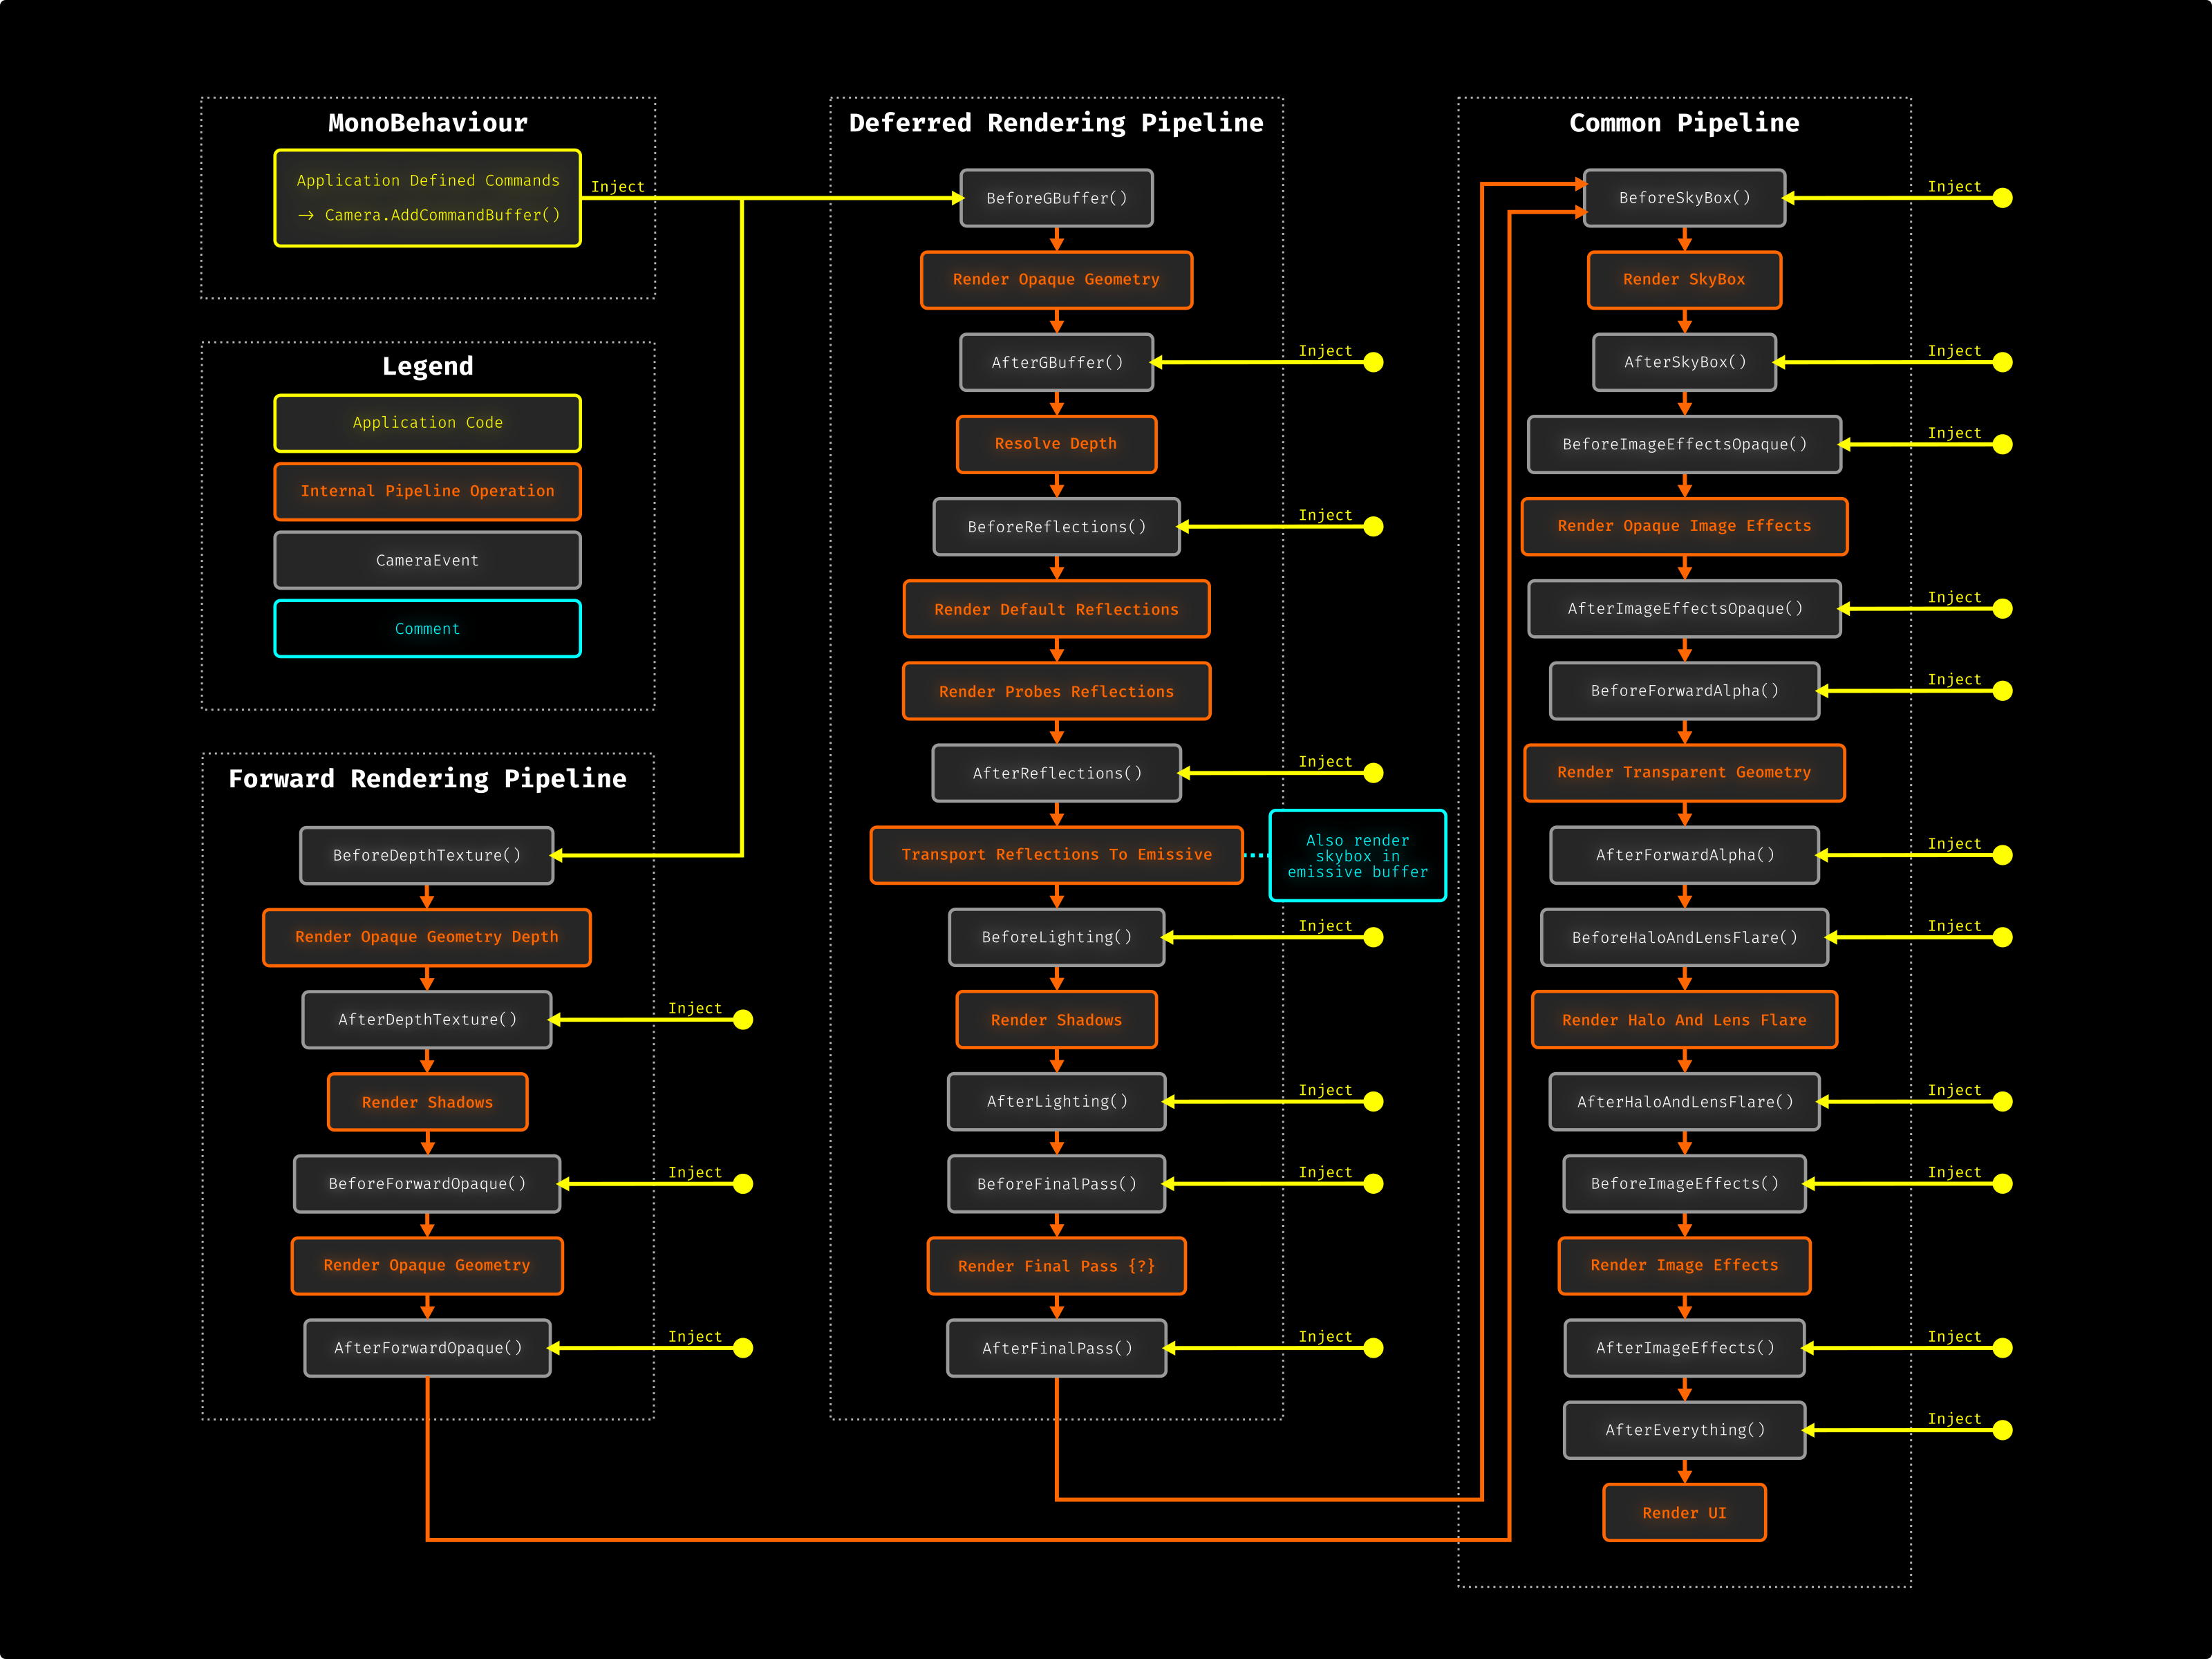 MonoBehaviour
Application Defined Commands
→ Camera.AddCommandBuffer()
Inject
Legend
Application Code
Internal Pipeline Operation
CameraEvent
Comment
Forward Rendering Pipeline
BeforeDepthTexture()
Render Opaque Geometry Depth
AfterDepthTexture()
Inject
Render Shadows
BeforeForwardOpaque()
Inject
Render Opaque Geometry
AfterForwardOpaque()
Inject
Deferred Rendering Pipeline
BeforeGBuffer()
Render Opaque Geometry
AfterGBuffer()
Inject
Resolve Depth
BeforeReflections()
Inject
Render Default Reflections
Render Probes Reflections
AfterReflections()
Inject
Transport Reflections To Emissive
Also render
skybox in
emissive buffer
BeforeLighting()
Inject
Render Shadows
AfterLighting()
Inject
BeforeFinalPass()
Inject
Render Final Pass {?}
AfterFinalPass()
Inject
Common Pipeline
BeforeSkyBox()
Inject
Render SkyBox
AfterSkyBox()
Inject
BeforeImageEffectsOpaque()
Inject
Render Opaque Image Effects
AfterImageEffectsOpaque()
Inject
BeforeForwardAlpha()
Inject
Render Transparent Geometry
AfterForwardAlpha()
Inject
BeforeHaloAndLensFlare()
Inject
Render Halo And Lens Flare
AfterHaloAndLensFlare()
Inject
BeforeImageEffects()
Inject
Render Image Effects
AfterImageEffects()
Inject
AfterEverything()
Inject
Render UI